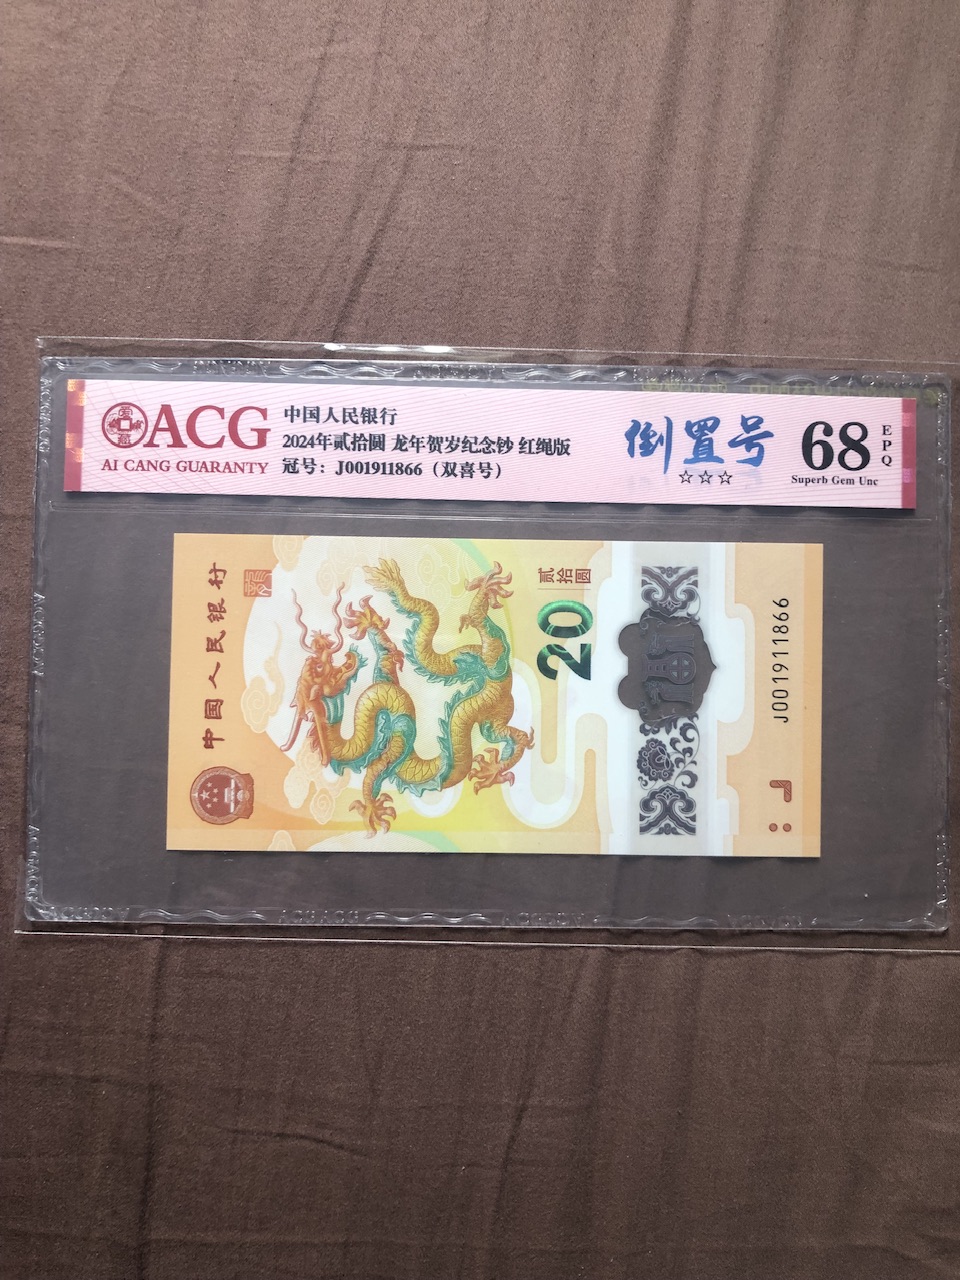 ACG
AI CANG GUARANTY
中国人民银行
2024年贰拾圆 龙年贺岁纪念钞 红绳版
冠号：J001911866（双喜号）
倒置号
☆☆☆
68
EPQ
Superb Gem Unc
中国人民银行
贰拾圆
20
J001911866